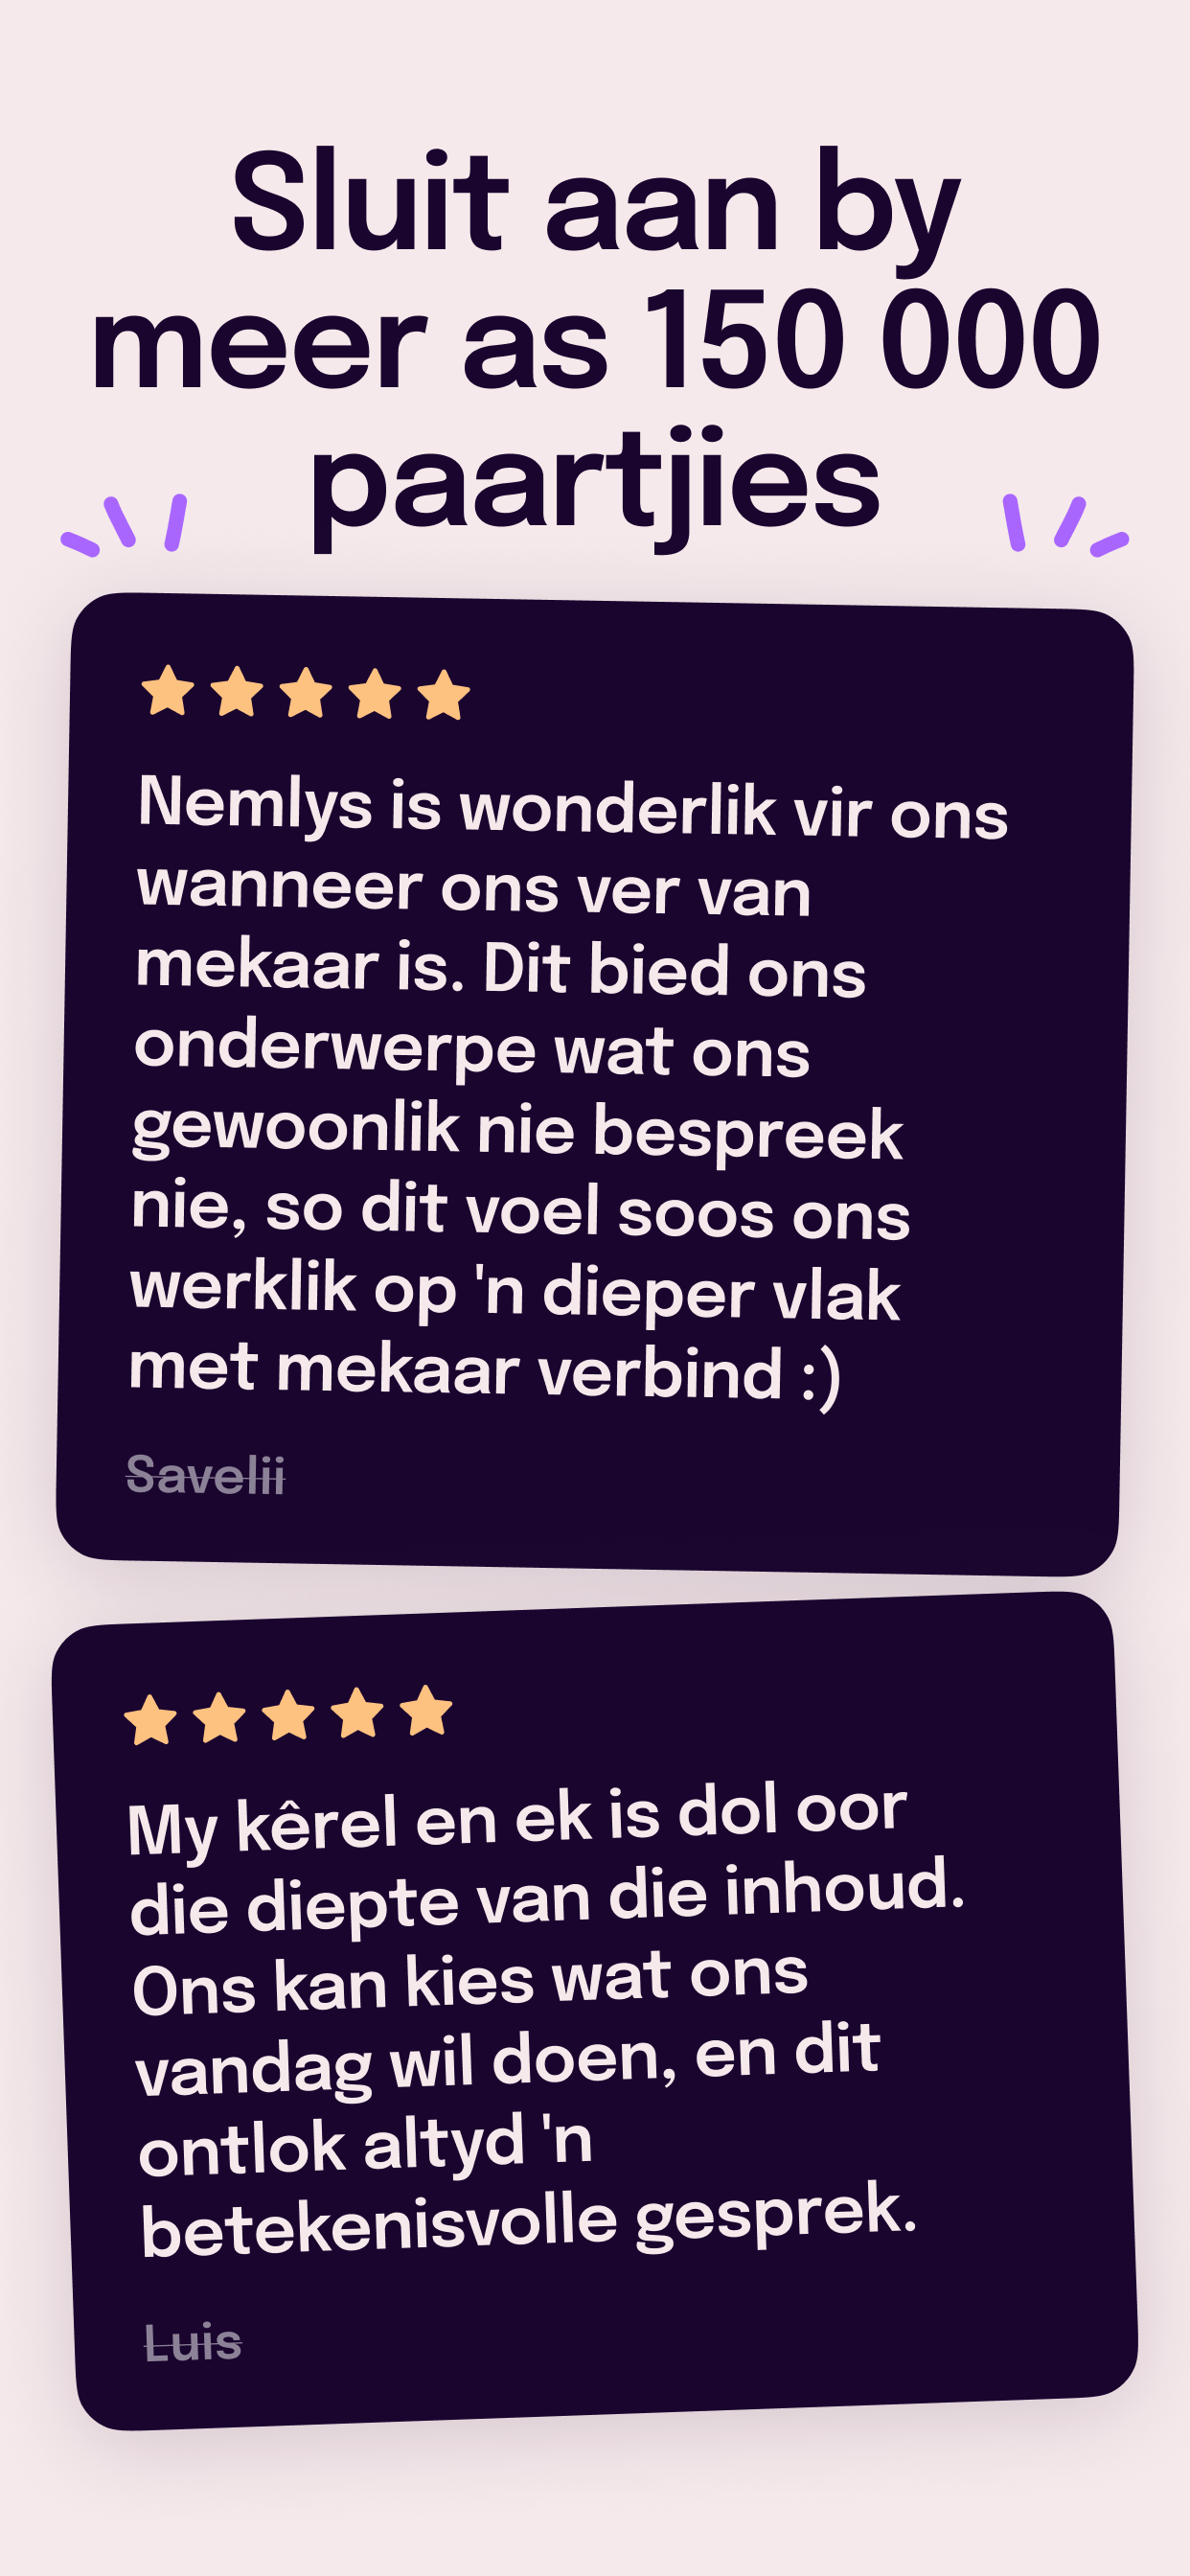 Sluit aan by
meer as 150 000
paartjies
Nemlys is wonderlik vir ons
wanneer ons ver van
mekaar is. Dit bied ons
onderwerpe wat ons
gewoonlik nie bespreek
nie, so dit voel soos ons
werklik op 'n dieper vlak
met mekaar verbind :)
Savelii
My kêrel en ek is dol oor
die diepte van die inhoud.
Ons kan kies wat ons
vandag wil doen, en dit
ontlok altyd 'n
betekenisvolle gesprek.
Luis